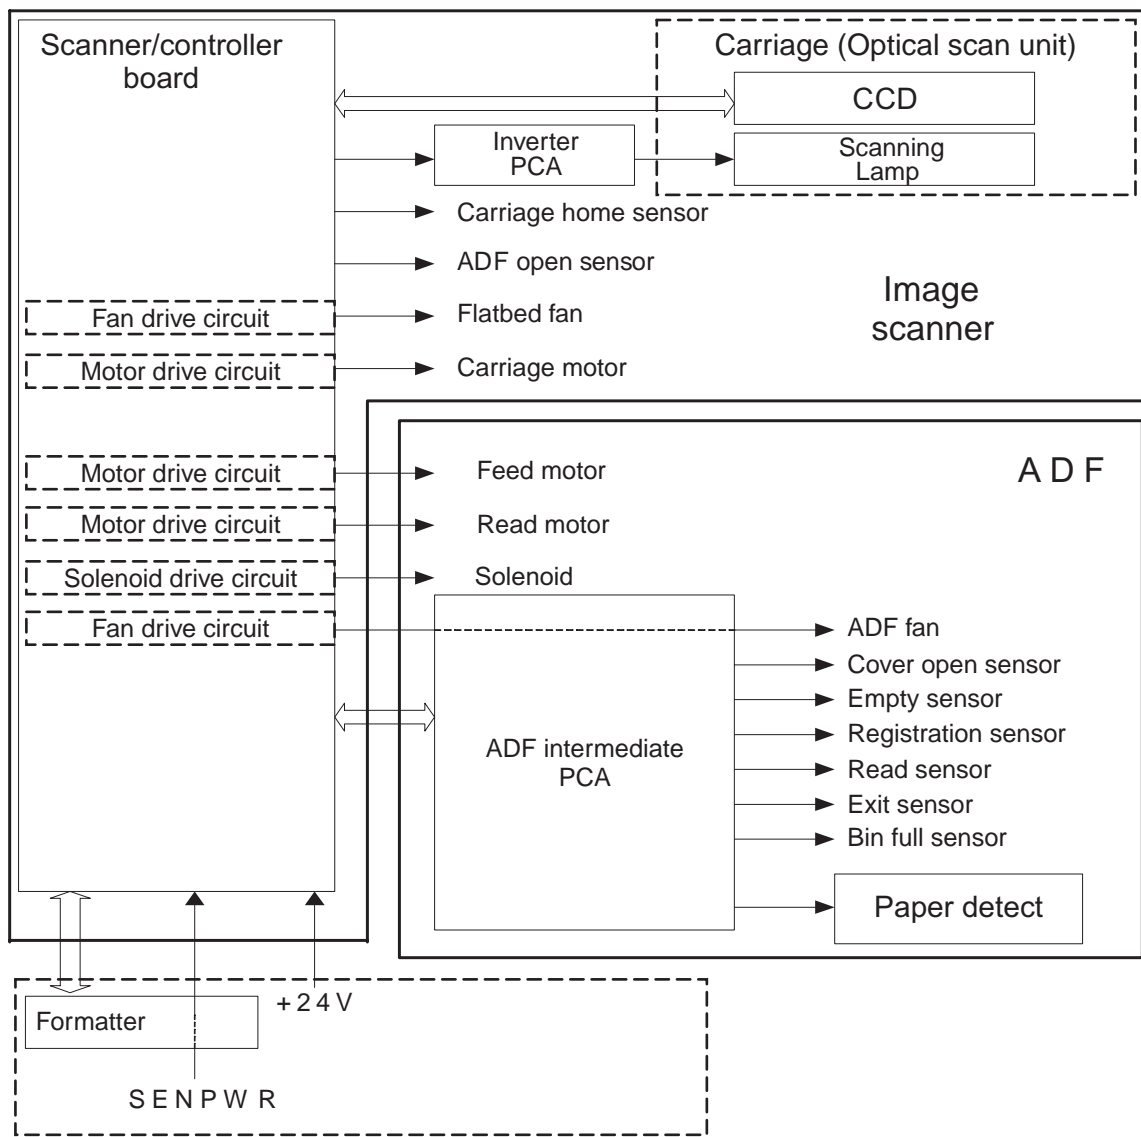 Scanner/controller
board
Carriage (Optical scan unit)
CCD
Inverter
PCA
Scanning
Lamp
Carriage home sensor
ADF open sensor
Image
scanner
Fan drive circuit
Flatbed fan
Motor drive circuit
Carriage motor
Motor drive circuit
Feed motor
ADF
Motor drive circuit
Read motor
Solenoid drive circuit
Solenoid
Fan drive circuit
ADF fan
Cover open sensor
Empty sensor
Registration sensor
Read sensor
Exit sensor
Bin full sensor
ADF intermediate
PCA
Paper detect
+24V
Formatter
SENPWR